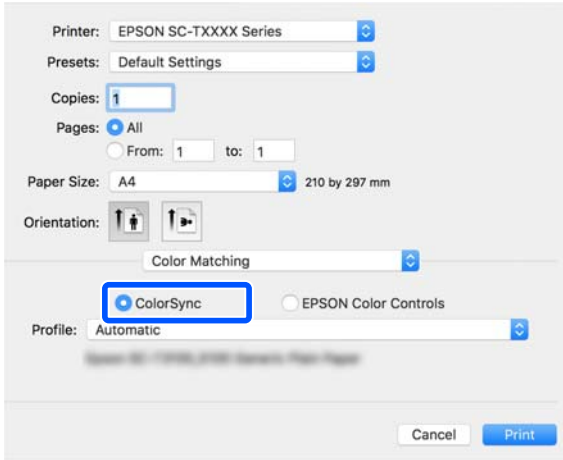 Printer: EPSON SC-TXXXX Series
Presets: Default Settings
Copies: 1
Pages: All
From: 1 to: 1
Paper Size: A4 210 by 297 mm
Orientation:
Color Matching
ColorSync EPSON Color Controls
Profile: Automatic
Cancel Print